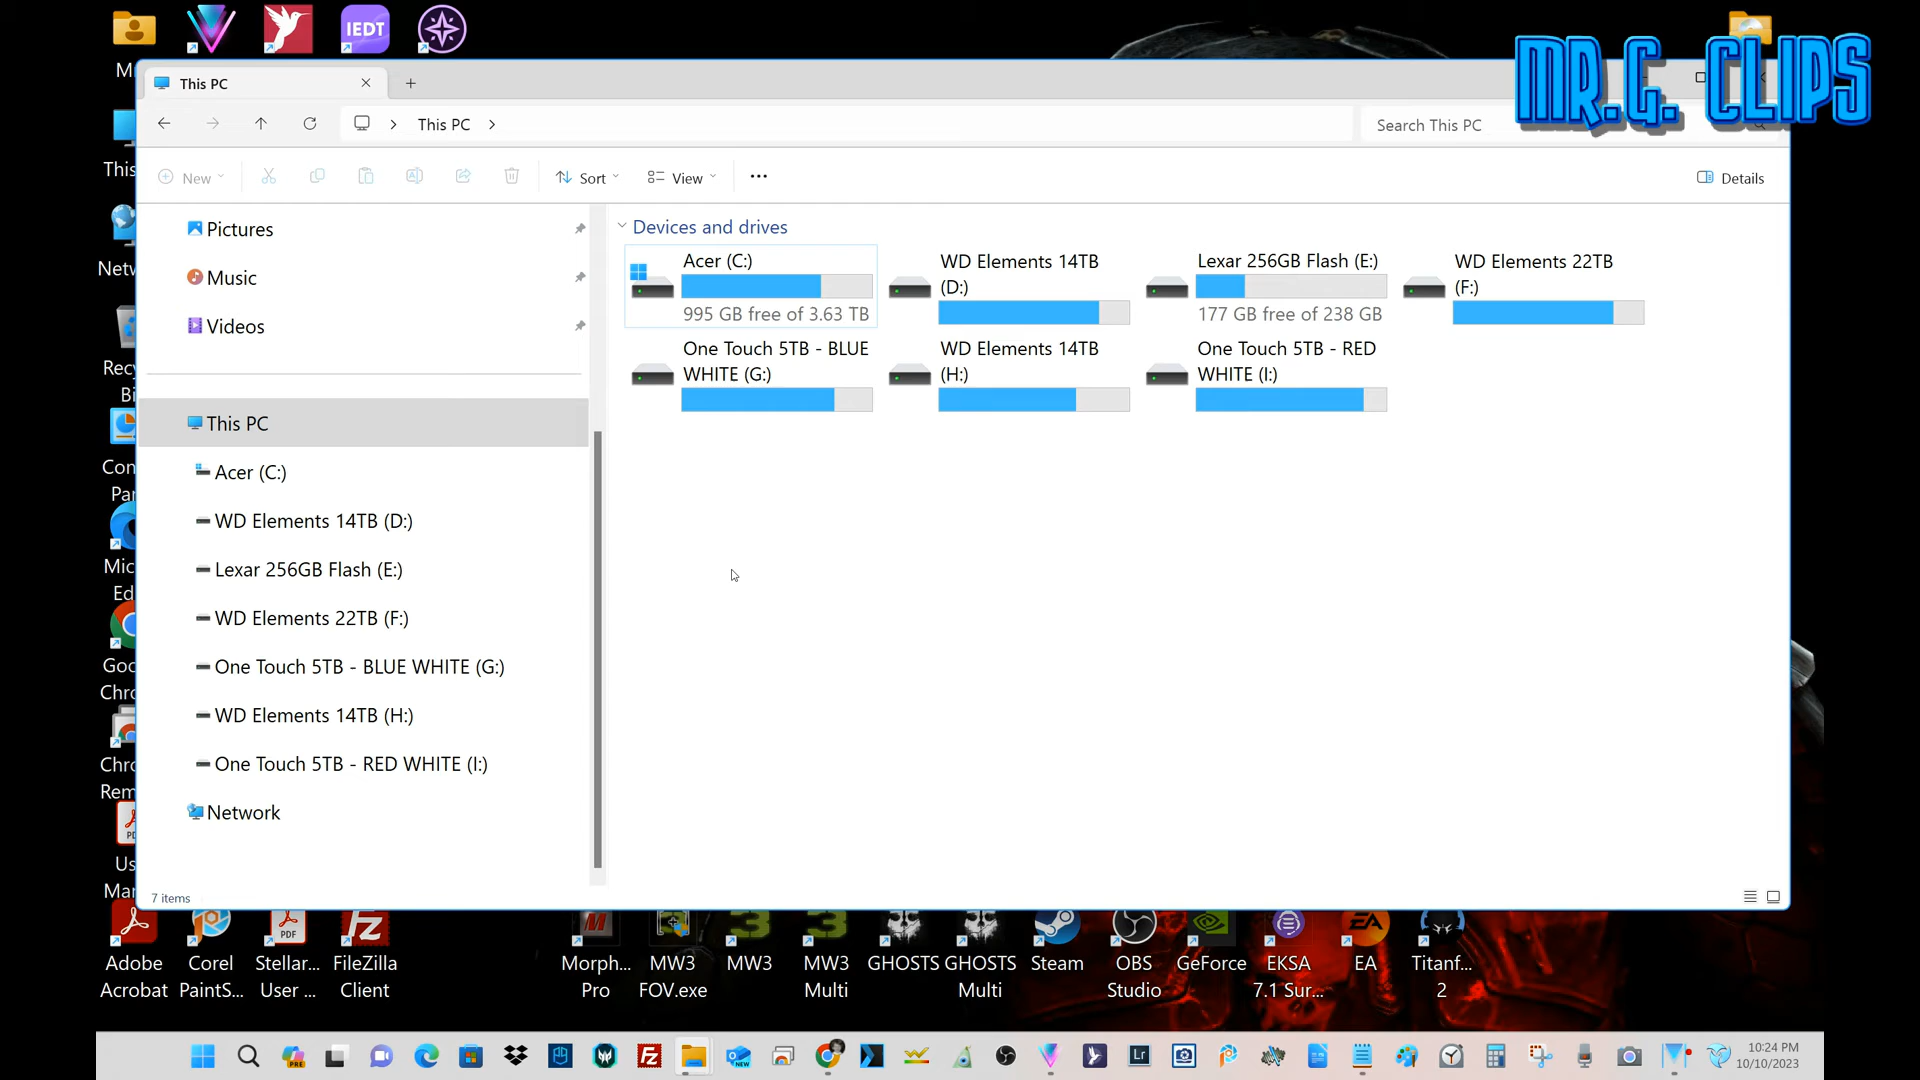 IEDT
MR.G. CLIPS
This PC
This PC
Search This PC
New
Sort
View
Details
Pictures
Music
Videos
This PC
Acer (C:)
WD Elements 14TB (D:)
Lexar 256GB Flash (E:)
WD Elements 22TB (F:)
One Touch 5TB - BLUE WHITE (G:)
WD Elements 14TB (H:)
One Touch 5TB - RED WHITE (I:)
Network
Devices and drives
Acer (C:)
995 GB free of 3.63 TB
WD Elements 14TB
(D:)
Lexar 256GB Flash (E:)
177 GB free of 238 GB
WD Elements 22TB
(F:)
One Touch 5TB - BLUE
WHITE (G:)
WD Elements 14TB
(H:)
One Touch 5TB - RED
WHITE (I:)
7 items
Adobe
Acrobat
Corel
PaintS...
PDF
Stellar...
User ...
FileZilla
Client
Morph...
Pro
MW3
FOV.exe
MW3
MW3
Multi
GHOSTS
GHOSTS
Multi
Steam
OBS
Studio
GeForce
EKSA
7.1 Sur...
EA
EA
Titanf...
2
Lr
10:24 PM
10/10/2023